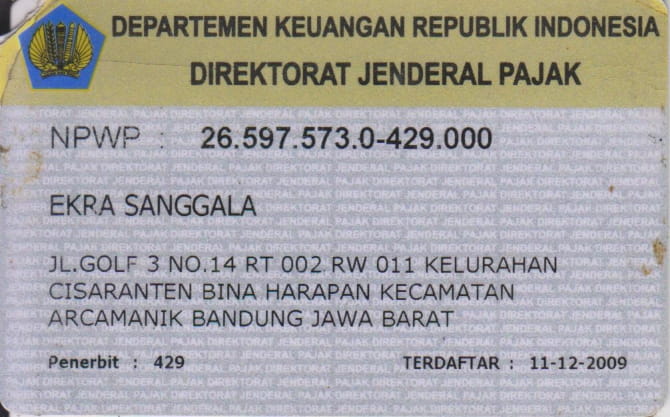 DEPARTEMEN KEUANGAN REPUBLIK INDONESIA
DIREKTORAT JENDERAL PAJAK
NPWP : 26.597.573.0-429.000
EKRA SANGGALA
JL.GOLF 3 NO.14 RT 002 RW 011 KELURAHAN
CISARANTEN BINA HARAPAN KECAMATAN
ARCAMANIK BANDUNG JAWA BARAT
Penerbit : 429 TERDAFTAR : 11-12-2009